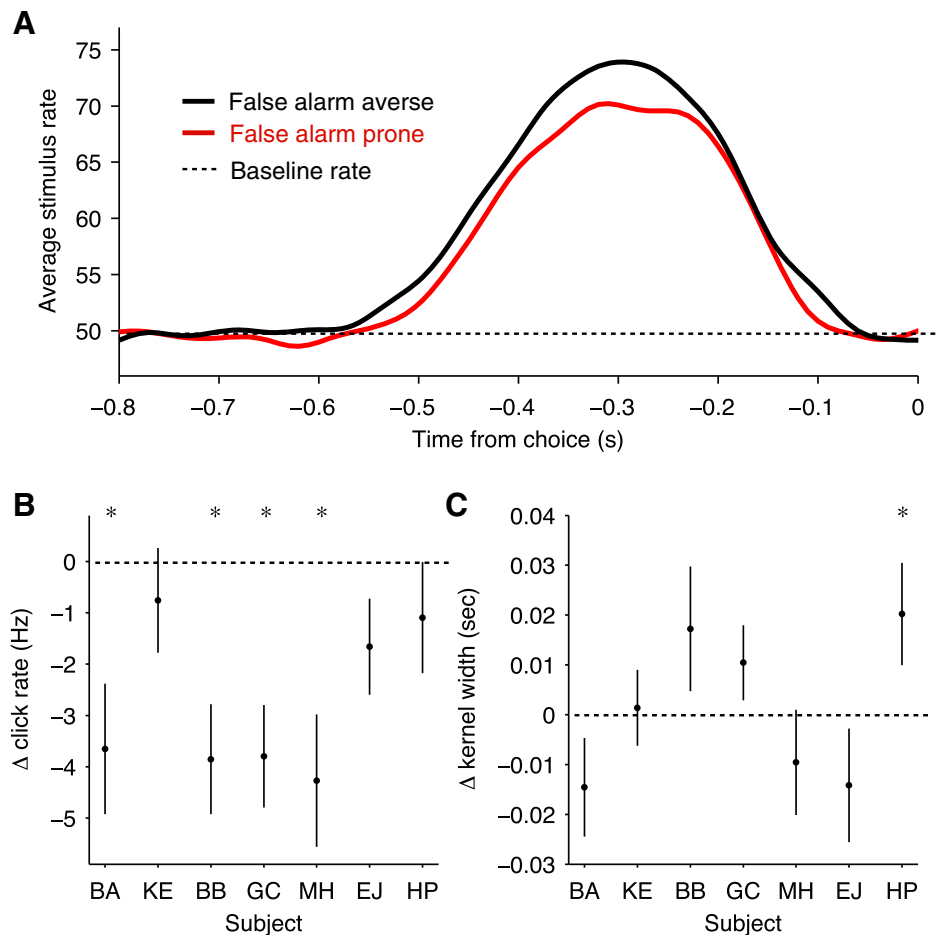 A
Average stimulus rate
75
70
65
60
55
50
False alarm averse
False alarm prone
Baseline rate
−0.8 −0.7 −0.6 −0.5 −0.4 −0.3 −0.2 −0.1 0
Time from choice (s)
B
* * * *
Δ click rate (Hz)
0
−1
−2
−3
−4
−5
BA KE BB GC MH EJ HP
Subject
C
*
Δ kernel width (sec)
0.04
0.03
0.02
0.01
0
−0.01
−0.02
−0.03
BA KE BB GC MH EJ HP
Subject